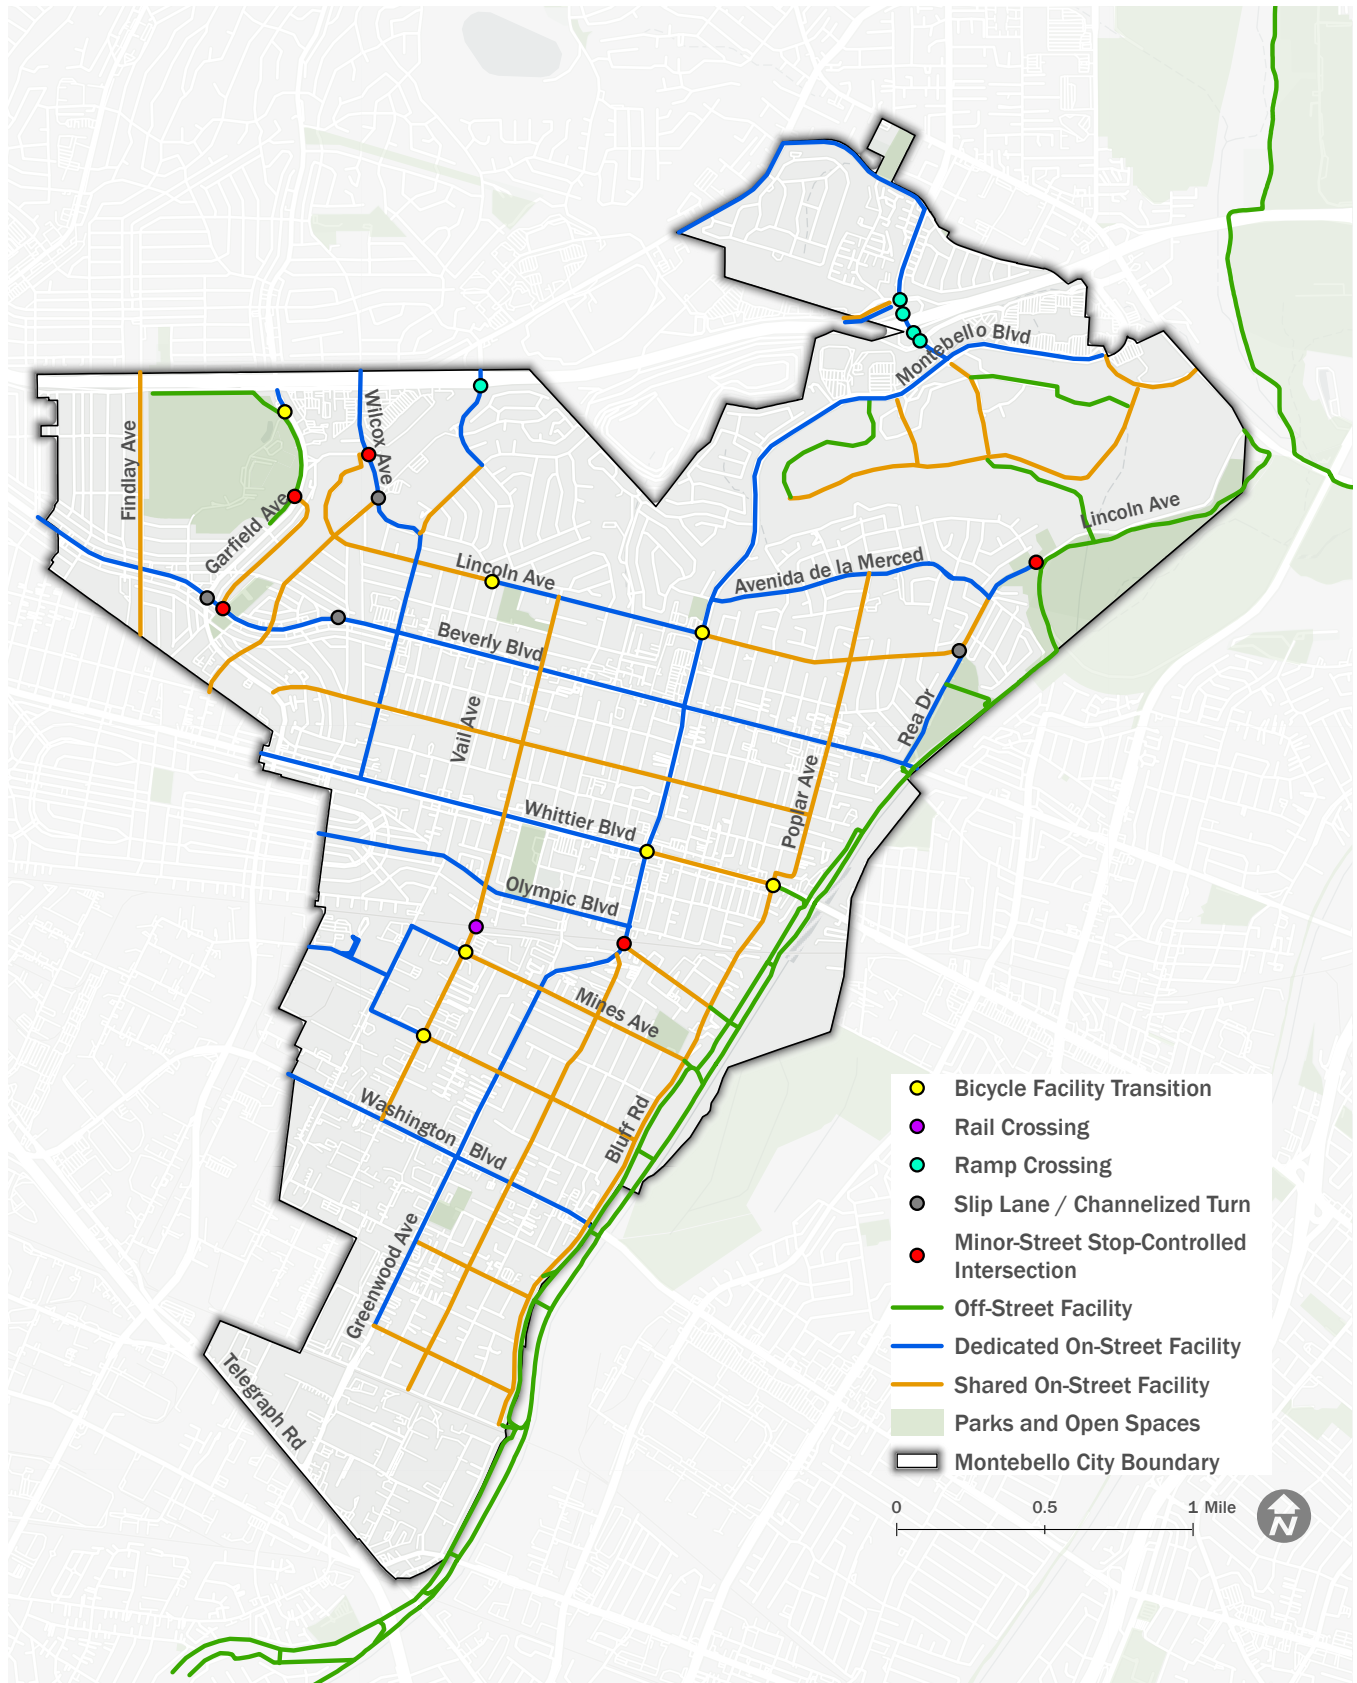 Montebello Blvd
Wilcox Ave
Findlay Ave
Garfield Ave
Lincoln Ave
Lincoln Ave
Avenida de la Merced
Beverly Blvd
Rea Dr
Vail Ave
Poplar Ave
Whittier Blvd
Olympic Blvd
Mines Ave
Bluff Rd
Washington Blvd
Greenwood Ave
Telegraph Rd
Bicycle Facility Transition
Rail Crossing
Ramp Crossing
Slip Lane / Channelized Turn
Minor-Street Stop-Controlled
Intersection
Off-Street Facility
Dedicated On-Street Facility
Shared On-Street Facility
Parks and Open Spaces
Montebello City Boundary
0 0.5 1 Mile
N